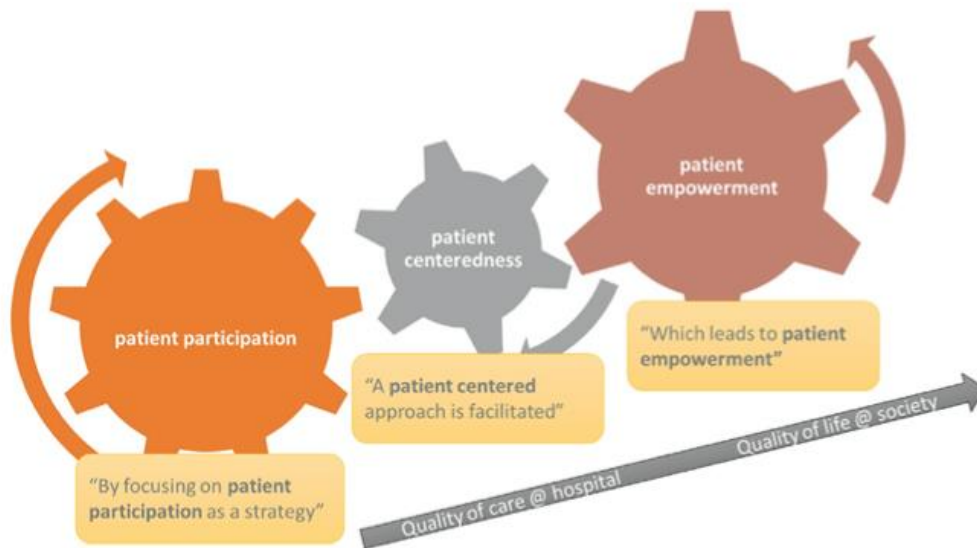 patient participation
patient
centeredness
patient
empowerment
“By focusing on patient
participation as a strategy”
“A patient centered
approach is facilitated”
“Which leads to patient
empowerment”
Quality of care @ hospital
Quality of life @ society